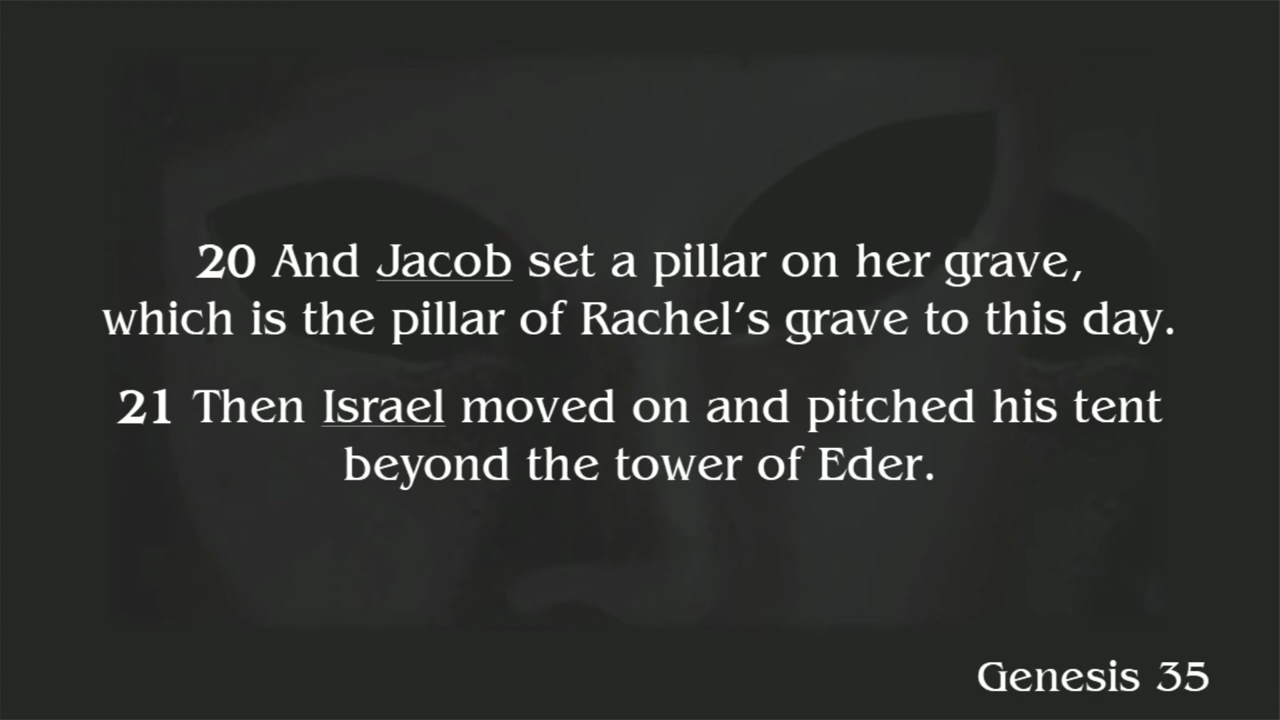 20 And Jacob set a pillar on her grave,
which is the pillar of Rachel’s grave to this day.
21 Then Israel moved on and pitched his tent
beyond the tower of Eder.
Genesis 35